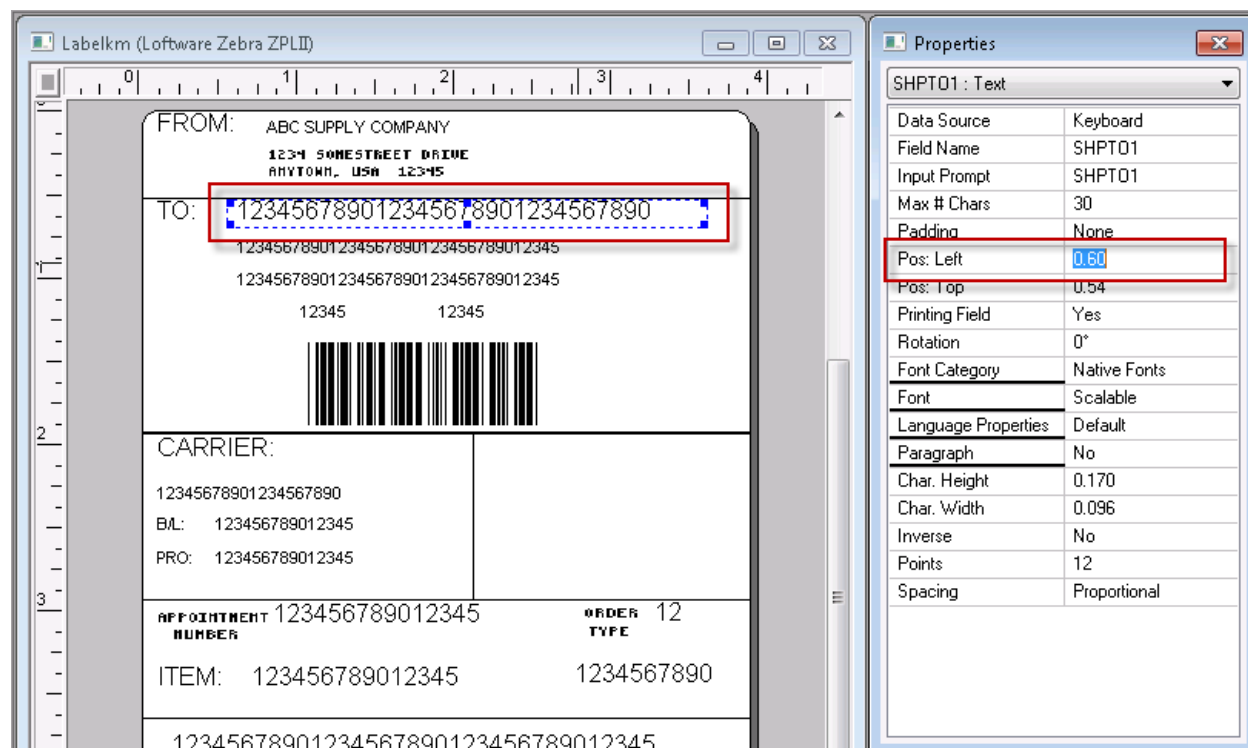 Labelkm (Loftware Zebra ZPLII)
0 1 2 3 4
FROM: ABC SUPPLY COMPANY
1234 SOMESTREET DRIVE
ANYTOWN, USA 12345
TO: 123456789012345678901234567890
1234567890123456789012345678901 2345
1234567890123456789012345678901 2345
12345 12345
1
2
CARRIER:
12345678901234567890
B/L: 123456789012345
PRO: 123456789012345
3
APPOINTMENT 123456789012345 ORDER 12
NUMBER TYPE
ITEM: 123456789012345 1234567890
12345678901234567890123456789012345
Properties
SHPTO1 : Text
Data Source Keyboard
Field Name SHPTO1
Input Prompt SHPTO1
Max # Chars 30
Padding None
Pos: Left 0.60
Pos: Top 0.54
Printing Field Yes
Rotation 0°
Font Category Native Fonts
Font Scalable
Language Properties Default
Paragraph No
Char. Height 0.170
Char. Width 0.096
Inverse No
Points 12
Spacing Proportional